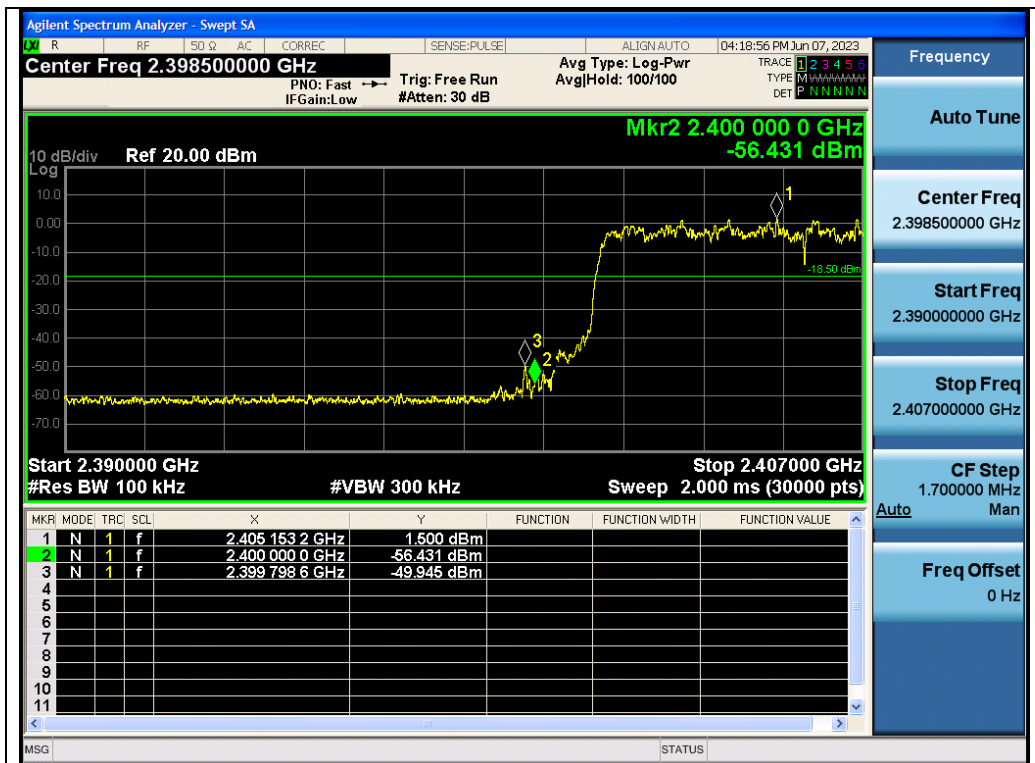 Agilent Spectrum Analyzer - Swept SA
LXI R RF 50 Ω AC CORREC SENSE:PULSE ALIGN AUTO 04:18:56 PM Jun 07, 2023
Center Freq 2.398500000 GHz
PNO: Fast
IFGain:Low
Trig: Free Run
#Atten: 30 dB
Avg Type: Log-Pwr
Avg|Hold: 100/100
TRACE 1 2 3 4 5 6
TYPE M WWWWW
DET P N N N N N
Mkr2 2.400 000 0 GHz
-56.431 dBm
10 dB/div Ref 20.00 dBm
Log
10.0
0.00
-10.0
-20.0
-30.0
-40.0
-50.0
-60.0
-70.0
1
-18.50 dBm
3
2
Start 2.390000 GHz Stop 2.407000 GHz
#Res BW 100 kHz #VBW 300 kHz Sweep 2.000 ms (30000 pts)
MKR MODE TRC SCL X Y FUNCTION FUNCTION WIDTH FUNCTION VALUE
1 N 1 f 2.405 153 2 GHz 1.500 dBm
2 N 1 f 2.400 000 0 GHz -56.431 dBm
3 N 1 f 2.399 798 6 GHz -49.945 dBm
4
5
6
7
8
9
10
11
MSG STATUS
Frequency
Auto Tune
Center Freq
2.398500000 GHz
Start Freq
2.390000000 GHz
Stop Freq
2.407000000 GHz
CF Step
1.700000 MHz
Auto Man
Freq Offset
0 Hz